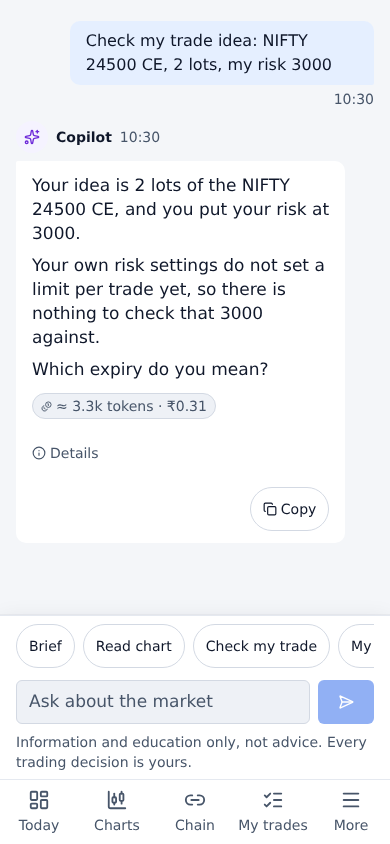 Check my trade idea: NIFTY
24500 CE, 2 lots, my risk 3000
10:30
Copilot 10:30
Your idea is 2 lots of the NIFTY
24500 CE, and you put your risk at
3000.
Your own risk settings do not set a
limit per trade yet, so there is
nothing to check that 3000
against.
Which expiry do you mean?
≈ 3.3k tokens · ₹0.31
Details
Copy
Brief Read chart Check my trade My
Ask about the market
Information and education only, not advice. Every
trading decision is yours.
Today Charts Chain My trades More